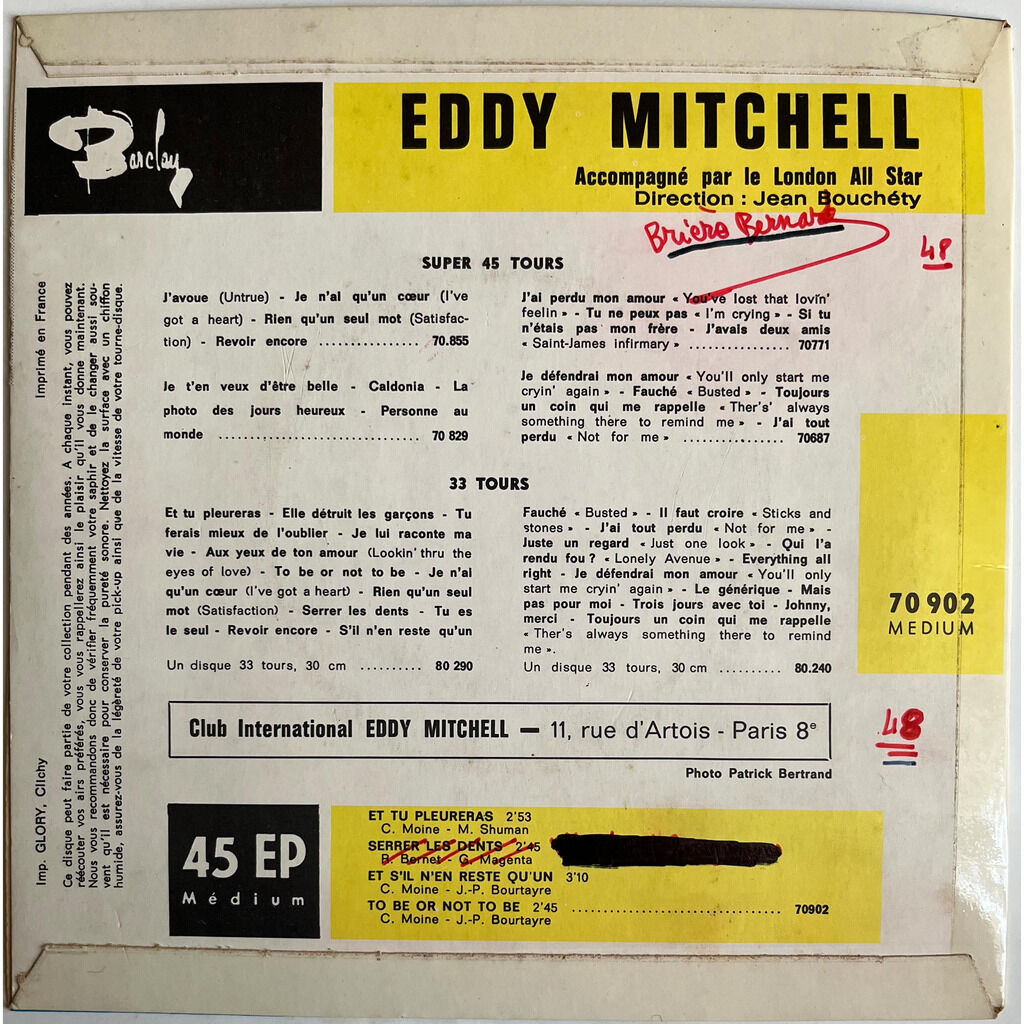 Barclay
EDDY MITCHELL
Accompagné par le London All Star
Direction : Jean Bouchéty
Brièro Bernard
48
SUPER 45 TOURS
J'avoue (Untrue) - Je n'ai qu'un cœur (I've
got a heart) - Rien qu'un seul mot (Satisfac-
tion) - Revoir encore ................ 70.855
Je t'en veux d'être belle - Caldonia - La
photo des jours heureux - Personne au
monde ................................ 70 829
J'ai perdu mon amour « You've lost that lovin'
feelin » - Tu ne peux pas « I'm crying » - Si tu
n'étais pas mon frère - J'avais deux amis
« Saint-James infirmary » ................ 70771
Je défendrai mon amour « You'll only start me
cryin' again » - Fauché « Busted » - Toujours
un coin qui me rappelle « Ther's' always
something there to remind me » - J'ai tout
perdu « Not for me » ................ 70687
33 TOURS
Et tu pleureras - Elle détruit les garçons - Tu
ferais mieux de l'oublier - Je lui raconte ma
vie - Aux yeux de ton amour (Lookin' thru the
eyes of love) - To be or not to be - Je n'ai
qu'un cœur (I've got a heart) - Rien qu'un seul
mot (Satisfaction) - Serrer les dents - Tu es
le seul - Revoir encore - S'il n'en reste qu'un
Un disque 33 tours, 30 cm .......... 80 290
Fauché « Busted » - Il faut croire « Sticks and
stones » - J'ai tout perdu « Not for me » -
Juste un regard « Just one look » - Qui l'a
rendu fou ? « Lonely Avenue » - Everything all
right - Je défendrai mon amour « You'll only
start me cryin' again » - Le générique - Mais
pas pour moi - Trois jours avec toi - Johnny,
merci - Toujours un coin qui me rappelle
« Ther's always something there to remind
me ».
Un disque 33 tours, 30 cm .......... 80.240
70 902
MEDIUM
Club International EDDY MITCHELL — 11, rue d'Artois - Paris 8e
48
Photo Patrick Bertrand
45 EP
Médium
ET TU PLEURERAS 2'53
C. Moine - M. Shuman
SERRER LES DENTS 2'45
B. Bernet - G. Magenta
ET S'IL N'EN RESTE QU'UN 3'10
C. Moine - J.-P. Bourtayre
TO BE OR NOT TO BE 2'45 ................................ 70902
C. Moine - J.-P. Bourtayre
Imp. GLORY, Clichy
Imprimé en France
Ce disque peut faire partie de votre collection pendant des années. A chaque instant, vous pouvez
réécouter vos airs préférés, vous vous rappellerez ainsi le plaisir qu'il vous donne maintenant.
Nous vous recommandons donc de vérifier fréquemment votre saphir et de le changer aussi sou-
vent qu'il est nécessaire pour conserver la pureté sonore. Nettoyez la surface avec un chiffon
humide, assurez-vous de la légèreté de votre pick-up ainsi que de la vitesse de votre tourne-disque.